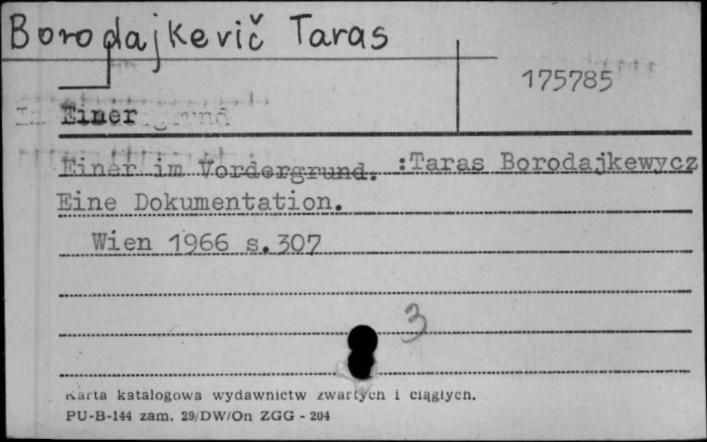 Borodajkevič Taras
175785
Einer
Einer im Vordergrund. :Taras Borodajkewycz
Eine Dokumentation.
Wien 1966 s.307
3
Karta katalogowa wydawnictw zwartych i ciągłych.
PU-B-144 zam. 29/DW/On ZGG - 204